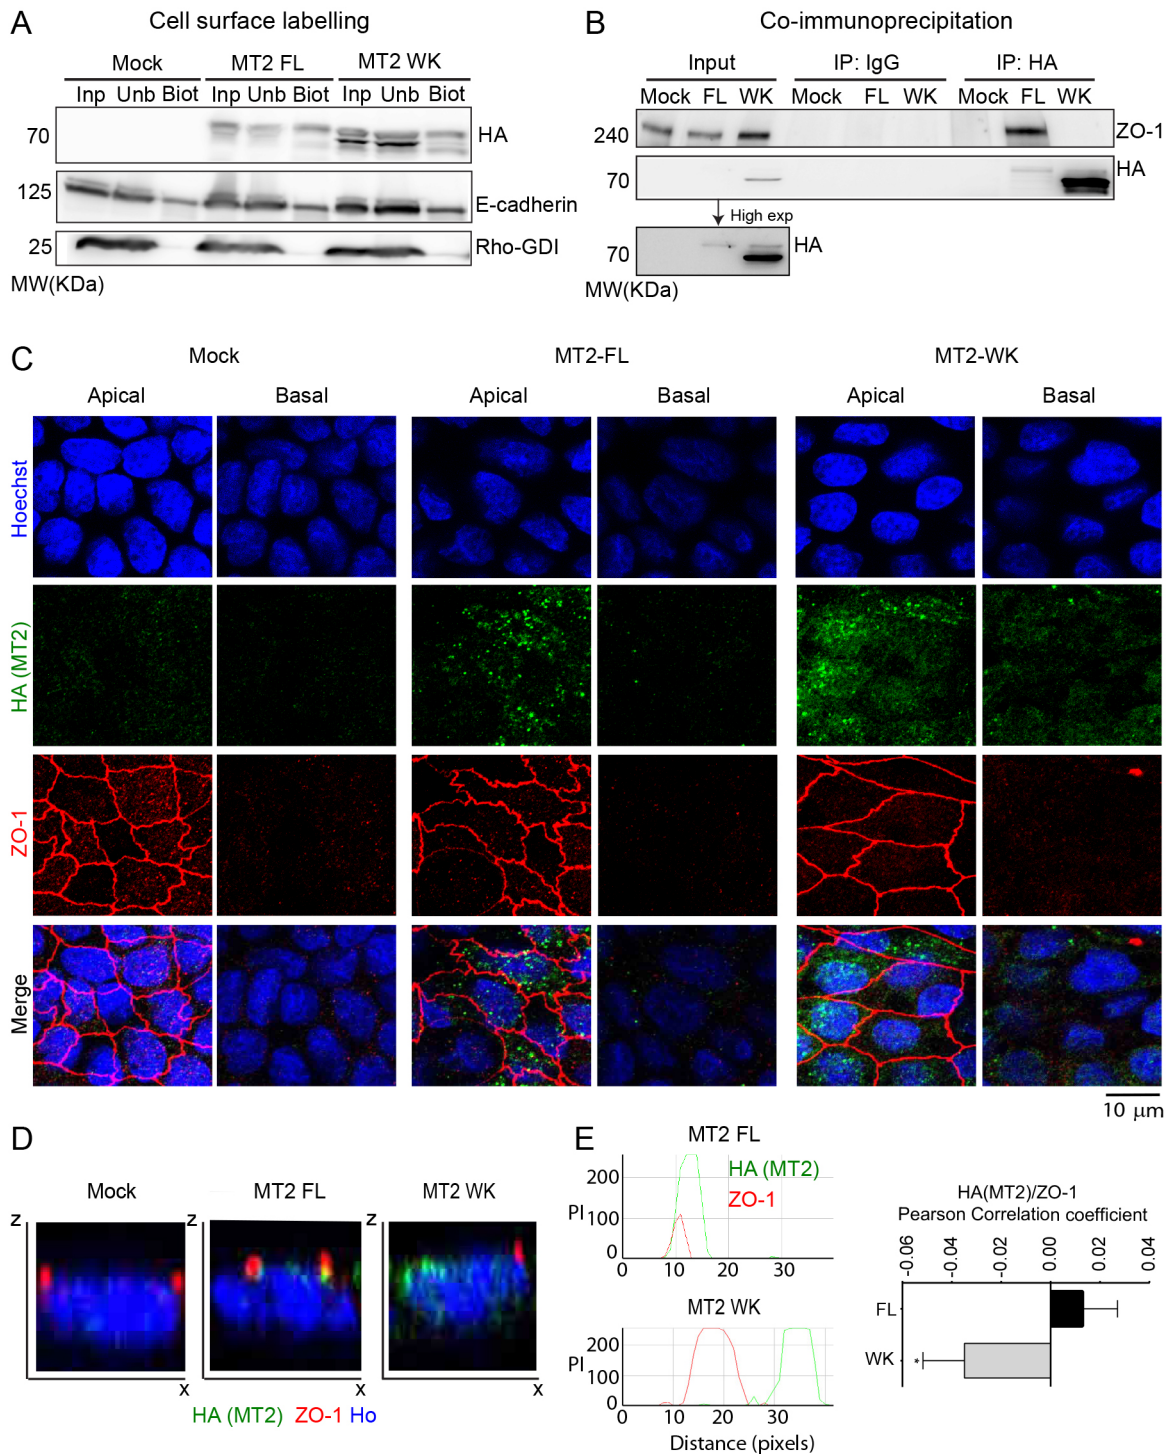 A Cell surface labelling
Mock MT2 FL MT2 WK
Inp Unb Biot Inp Unb Biot Inp Unb Biot
70 HA
125 E-cadherin
25 Rho-GDI
MW(KDa)
B Co-immunoprecipitation
Input IP: IgG IP: HA
Mock FL WK Mock FL WK Mock FL WK
240 ZO-1
70 HA
High exp
70 HA
MW(KDa)
C Mock MT2-FL MT2-WK
Apical Basal Apical Basal Apical Basal
Hoechst
HA (MT2)
ZO-1
Merge
10 μm
D
Mock MT2 FL MT2 WK
z z z
x x x
HA (MT2) ZO-1 Ho
E
MT2 FL
HA (MT2)
ZO-1
200
PI 100
0
0 10 20 30
MT2 WK
200
PI 100
0
0 10 20 30
Distance (pixels)
HA(MT2)/ZO-1
Pearson Correlation coefficient
-0.06 -0.04 -0.02 0.00 0.02 0.04
FL
WK *